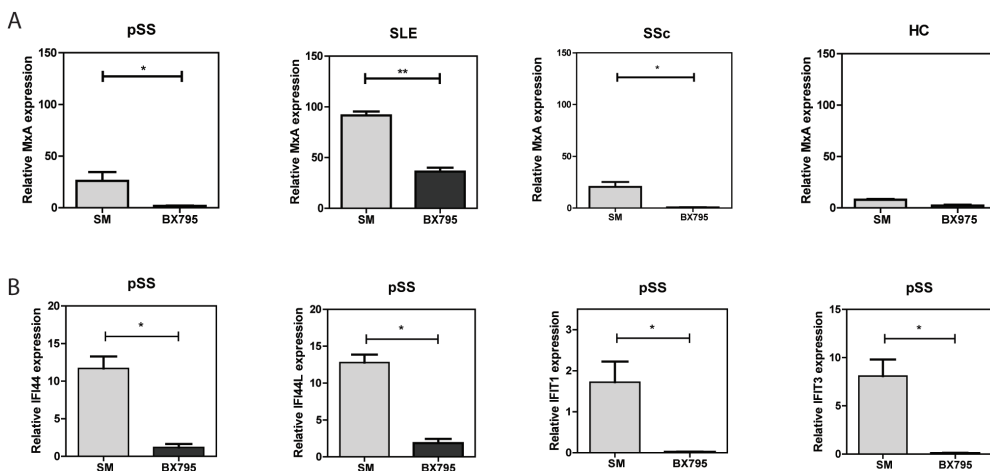 A
pSS
Relative MxA expression
150
100
50
0
*
SM
BX795
SLE
Relative MxA expression
150
100
50
0
**
SM
BX795
SSc
Relative MxA expression
150
100
50
0
*
SM
BX795
HC
Relative MxA expression
150
100
50
0
SM
BX975
B
pSS
Relative IFI44 expression
20
15
10
5
0
*
SM
BX795
pSS
Relative IFI44L expression
20
15
10
5
0
*
SM
BX795
pSS
Relative IFIT1 expression
3
2
1
0
*
SM
BX795
pSS
Relative IFIT3 expression
15
10
5
0
*
SM
BX795